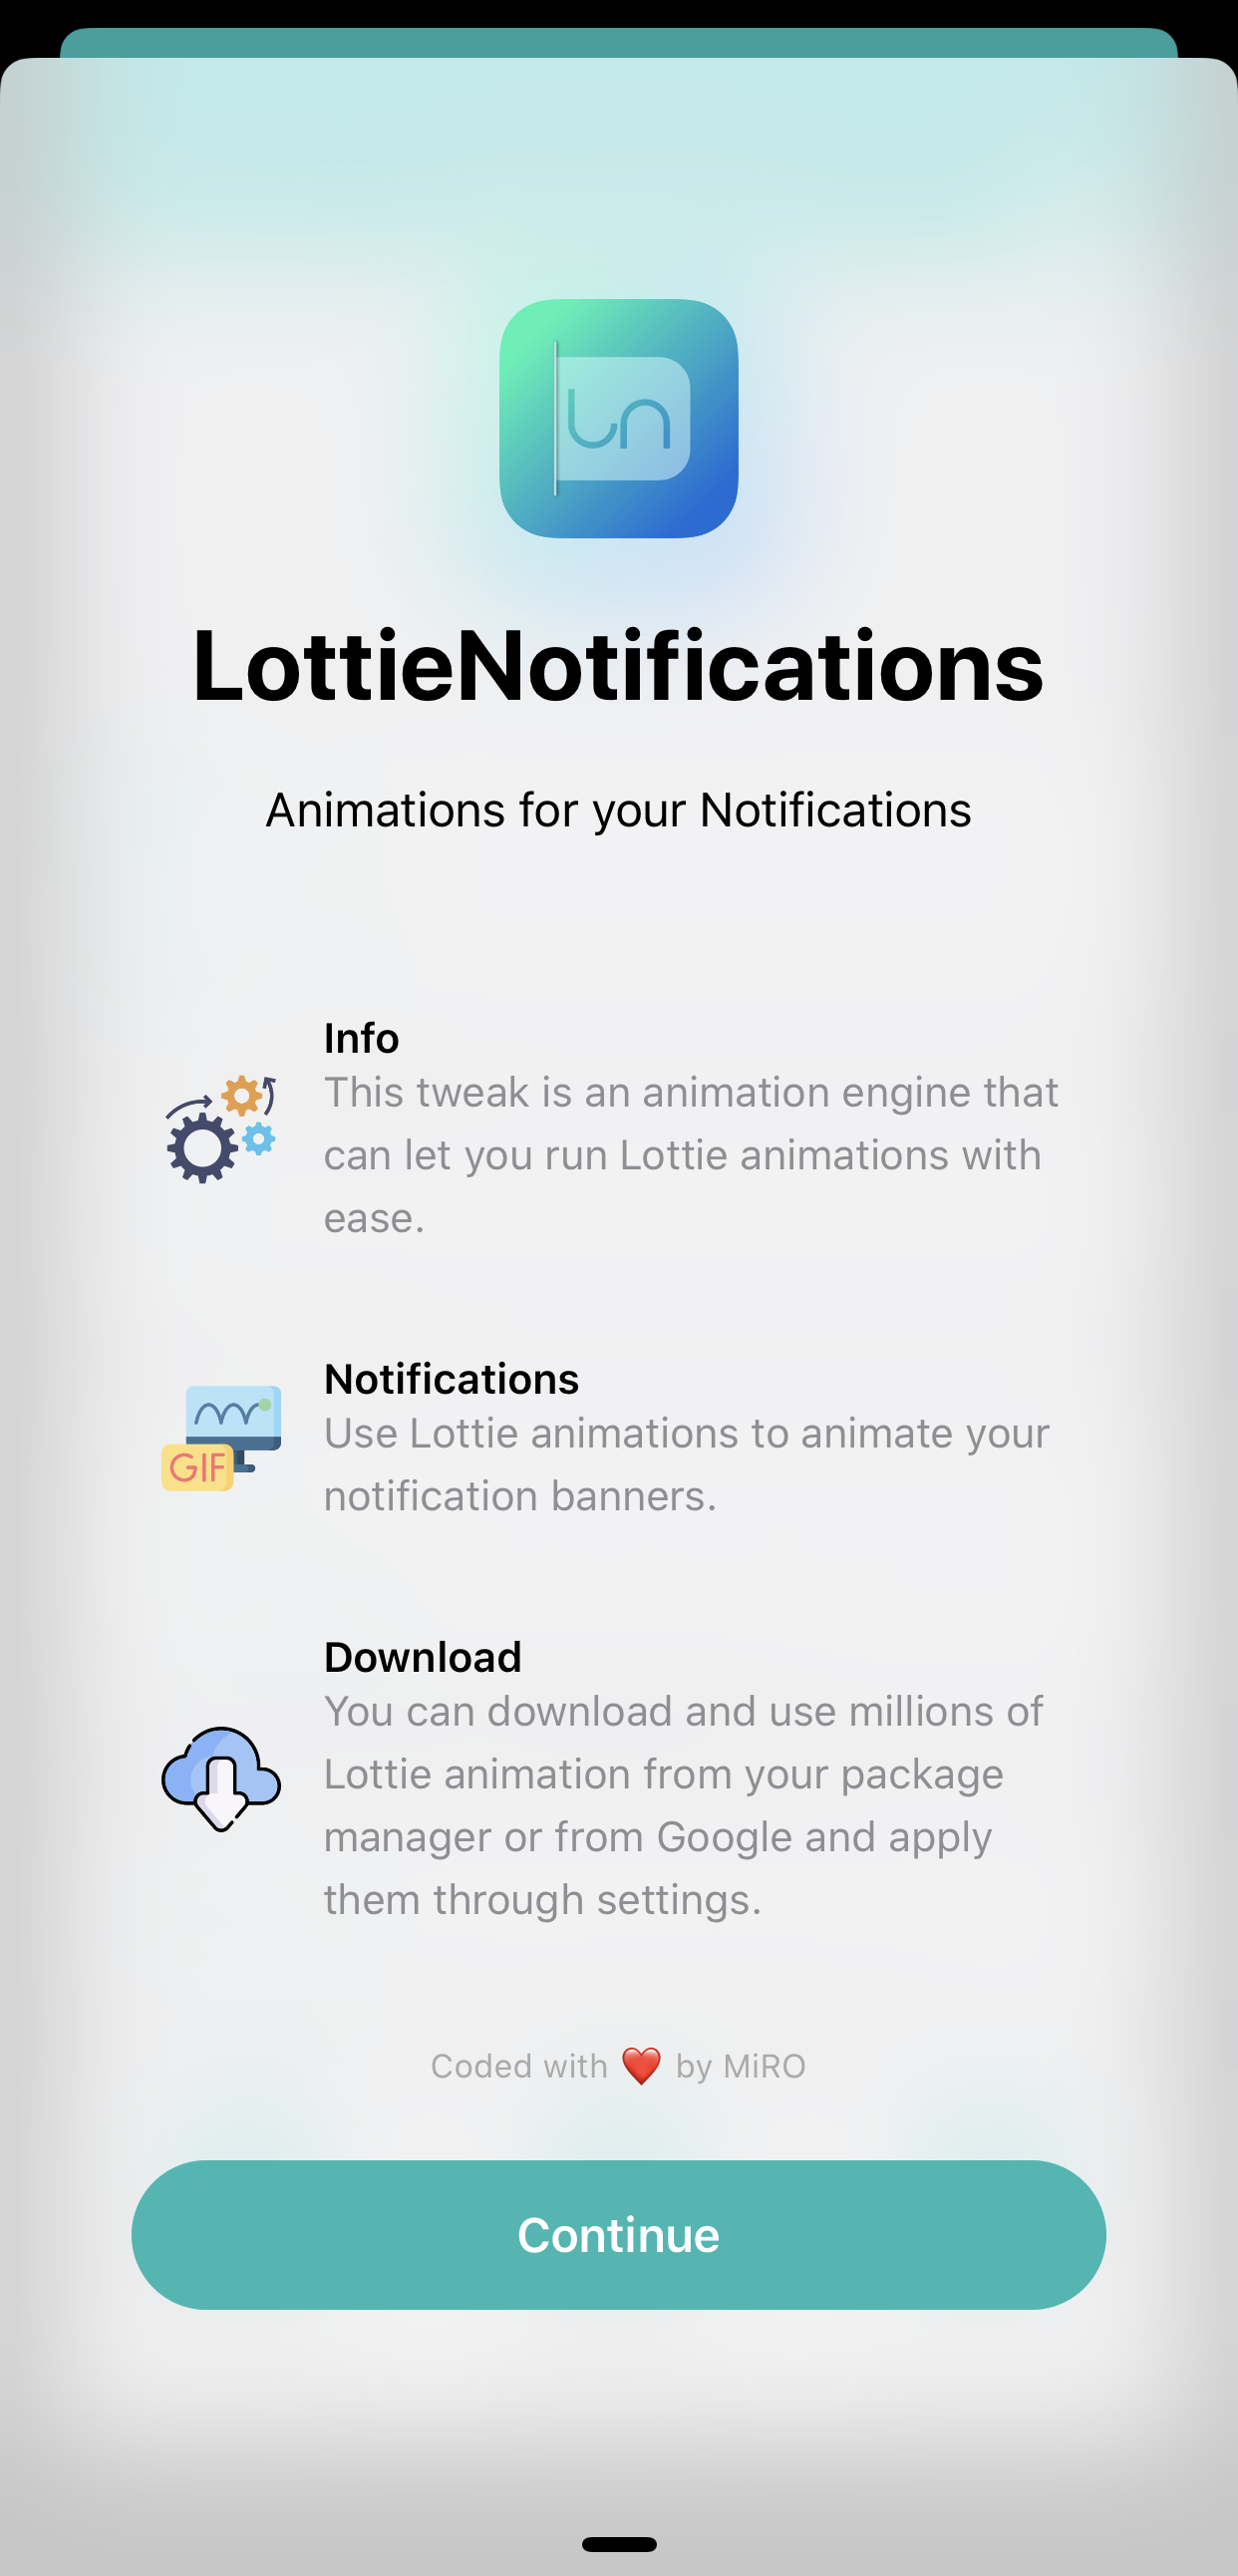 LottieNotifications
Animations for your Notifications
Info
This tweak is an animation engine that
can let you run Lottie animations with
ease.
Notifications
Use Lottie animations to animate your
notification banners.
GIF
Download
You can download and use millions of
Lottie animation from your package
manager or from Google and apply
them through settings.
Coded with ❤️ by MiRO
Continue